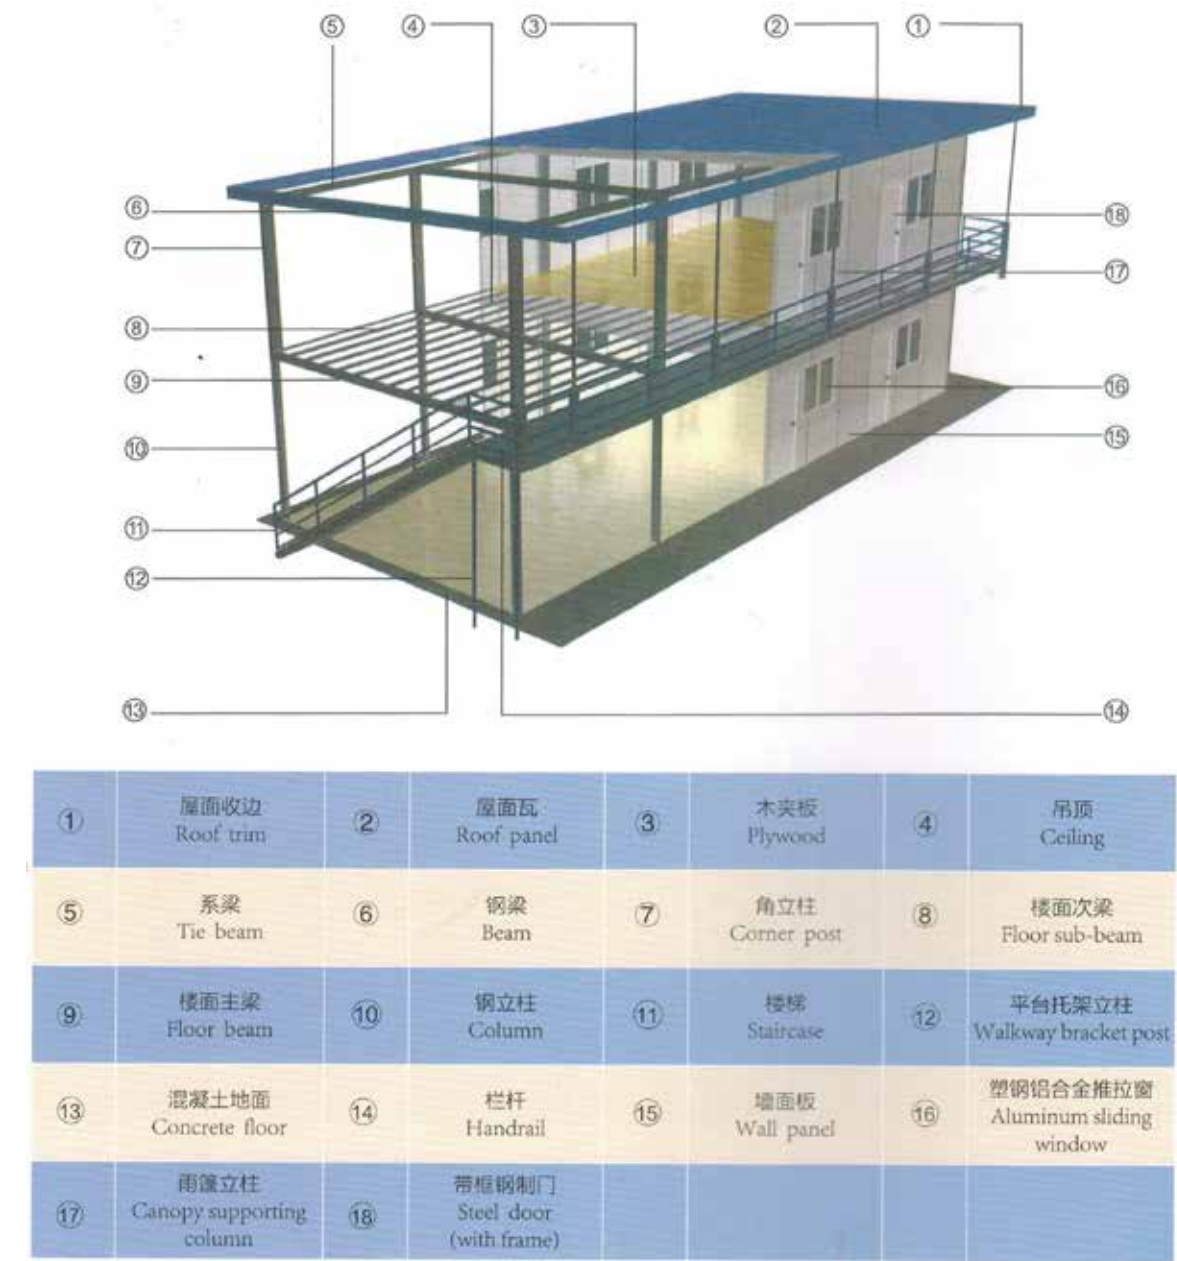 ⑤ ④ ③ ② ①
⑥
⑦
⑧
⑨
⑩
⑪
⑫
⑬
⑱
⑰
⑯
⑮
⑭
① 屋面收边 ② 屋面瓦 ③ 木夹板 ④ 吊顶
Roof trim Roof panel Plywood Ceiling
⑤ 系梁 ⑥ 钢梁 ⑦ 角立柱 ⑧ 楼面次梁
Tie beam Beam Corner post Floor sub-beam
⑨ 楼面主梁 ⑩ 钢立柱 ⑪ 楼梯 ⑫ 平台托架立柱
Floor beam Column Staircase Walkway bracket post
⑬ 混凝土地面 ⑭ 栏杆 ⑮ 墙面板 ⑯ 塑钢铝合金推拉窗
Concrete floor Handrail Wall panel Aluminum sliding
window
⑰ 雨篷立柱 ⑱ 带框钢制门
Canopy supporting Steel door
column (with frame)